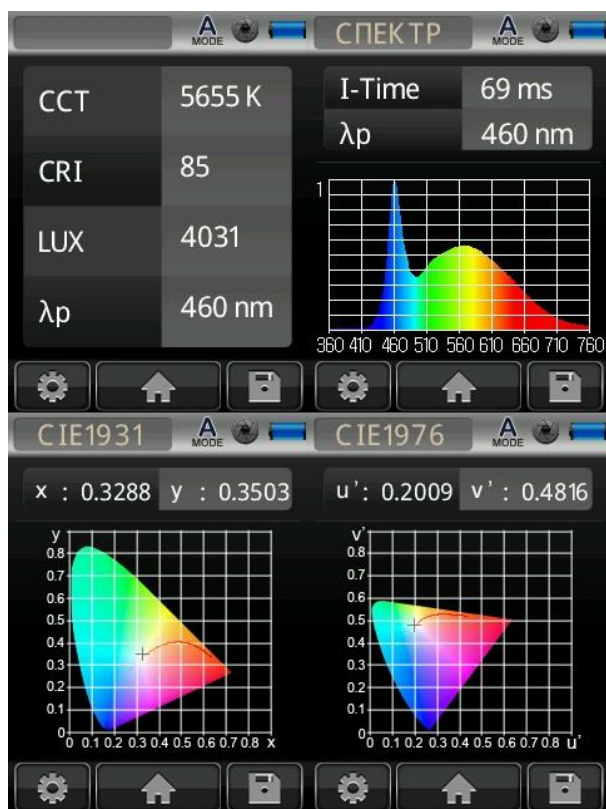 A
MODE
CCT 5655 K
CRI 85
LUX 4031
λp 460 nm
СПЕКТР
A
MODE
I-Time 69 ms
λp 460 nm
1
360 410 460 510 560 610 660 710 760
CIE1931
A
MODE
x : 0.3288 y : 0.3503
y
0.8
0.7
0.6
0.5
0.4
0.3
0.2
0.1
0
0 0.1 0.2 0.3 0.4 0.5 0.6 0.7 0.8 x
CIE1976
A
MODE
u' : 0.2009 v' : 0.4816
v'
0.8
0.7
0.6
0.5
0.4
0.3
0.2
0.1
0
0 0.1 0.2 0.3 0.4 0.5 0.6 0.7 0.8 u'